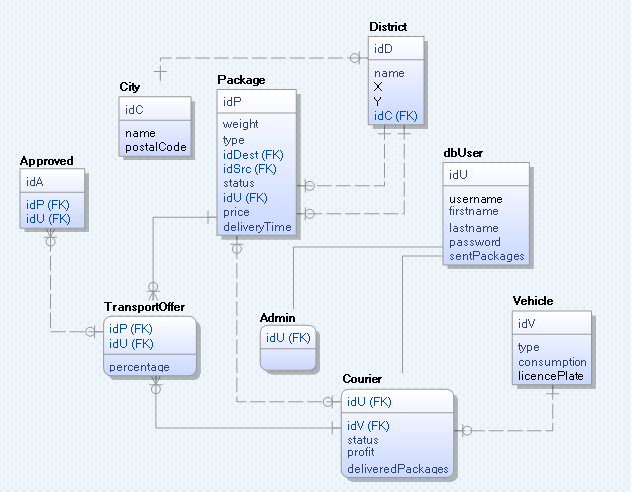 District
idD
name
X
Y
idC (FK)
City
idC
name
postalCode
Package
idP
weight
type
idDest (FK)
idSrc (FK)
status
idU (FK)
price
deliveryTime
dbUser
idU
username
firstname
lastname
password
sentPackages
Approved
idA
idP (FK)
idU (FK)
TransportOffer
idP (FK)
idU (FK)
percentage
Admin
idU (FK)
Vehicle
idV
type
consumption
licencePlate
Courier
idU (FK)
idV (FK)
status
profit
deliveredPackages